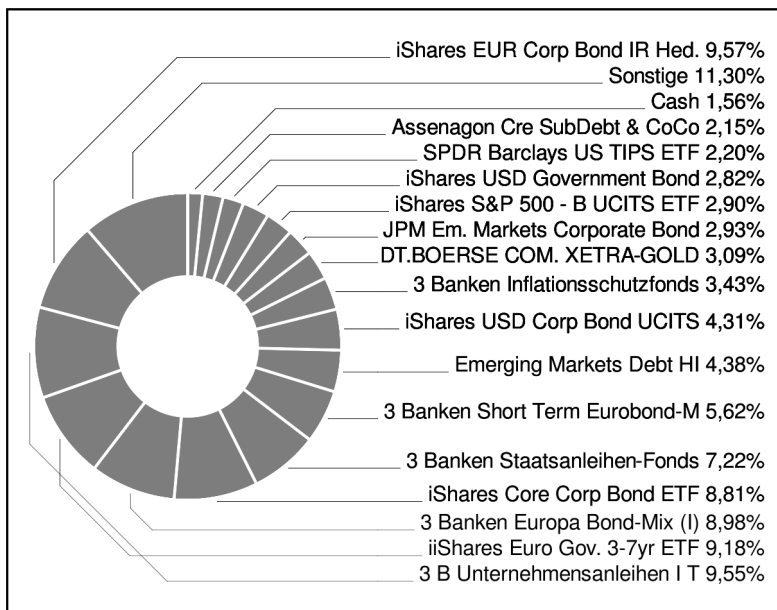 iShares EUR Corp Bond IR Hed. 9,57%
Sonstige 11,30%
Cash 1,56%
Assenagon Cre SubDebt & CoCo 2,15%
SPDR Barclays US TIPS ETF 2,20%
iShares USD Government Bond 2,82%
iShares S&P 500 - B UCITS ETF 2,90%
JPM Em. Markets Corporate Bond 2,93%
DT.BOERSE COM. XETRA-GOLD 3,09%
3 Banken Inflationsschutzfonds 3,43%
iShares USD Corp Bond UCITS 4,31%
Emerging Markets Debt HI 4,38%
3 Banken Short Term Eurobond-M 5,62%
3 Banken Staatsanleihen-Fonds 7,22%
iShares Core Corp Bond ETF 8,81%
3 Banken Europa Bond-Mix (I) 8,98%
iiShares Euro Gov. 3-7yr ETF 9,18%
3 B Unternehmensanleihen I T 9,55%